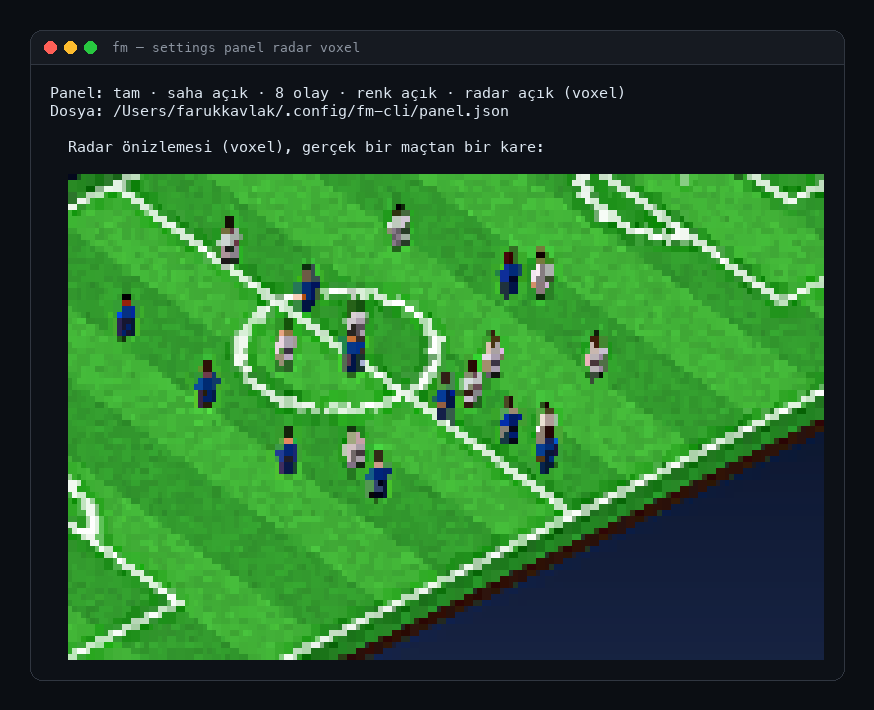 fm — settings panel radar voxel
Panel: tam · saha açık · 8 olay · renk açık · radar açık (voxel)
Dosya: /Users/farukkavlak/.config/fm-cli/panel.json
Radar önizlemesi (voxel), gerçek bir maçtan bir kare: